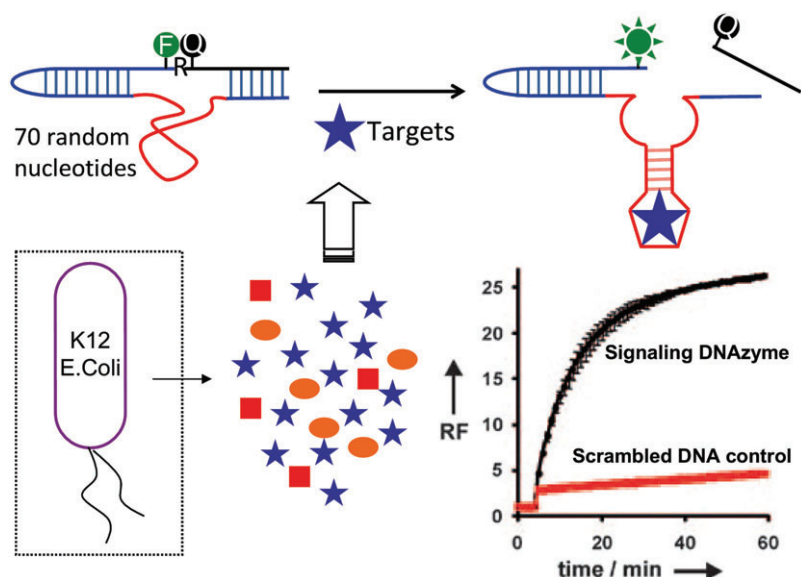 F
Q
R
70 random
nucleotides
Targets
Q
K12
E.Coli
25
20
15
10
5
0
RF
Signaling DNAzyme
Scrambled DNA control
0
20
40
60
time / min